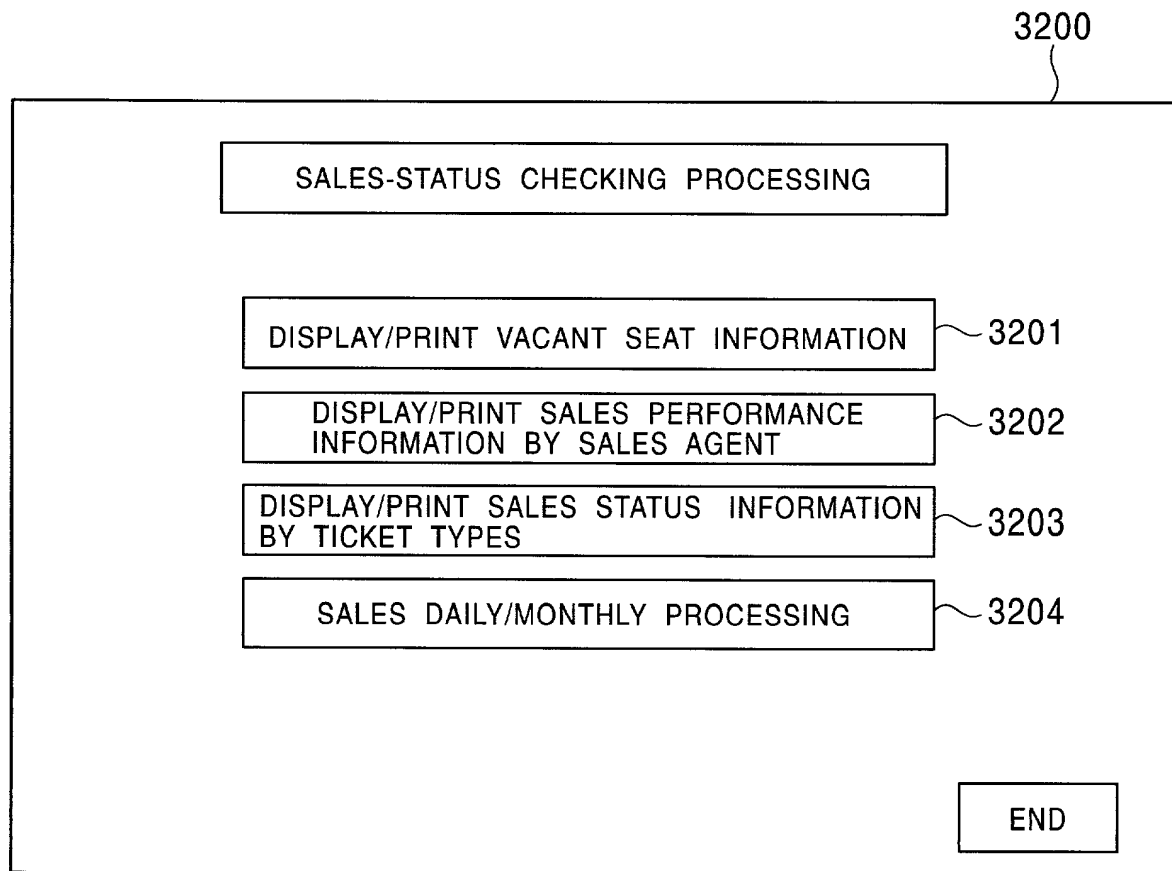 3200
SALES-STATUS CHECKING PROCESSING
DISPLAY/PRINT VACANT SEAT INFORMATION
3201
DISPLAY/PRINT SALES PERFORMANCE
INFORMATION BY SALES AGENT
3202
DISPLAY/PRINT SALES STATUS INFORMATION
BY TICKET TYPES
3203
SALES DAILY/MONTHLY PROCESSING
3204
END